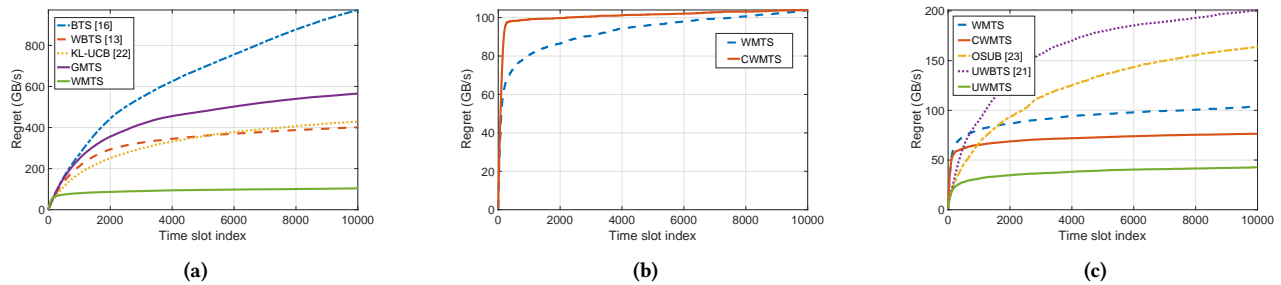 BTS [16]
WBTS [13]
KL-UCB [22]
GMTS
WMTS
800
600
400
200
0
Regret (GB/s)
0 2000 4000 6000 8000 10000
Time slot index
(a)
WMTS
CWMTS
100
80
60
40
20
0
Regret (GB/s)
0 2000 4000 6000 8000 10000
Time slot index
(b)
WMTS
CWMTS
OSUB [23]
UWBTS [21]
UWMTS
200
150
100
50
0
Regret (GB/s)
0 2000 4000 6000 8000 10000
Time slot index
(c)